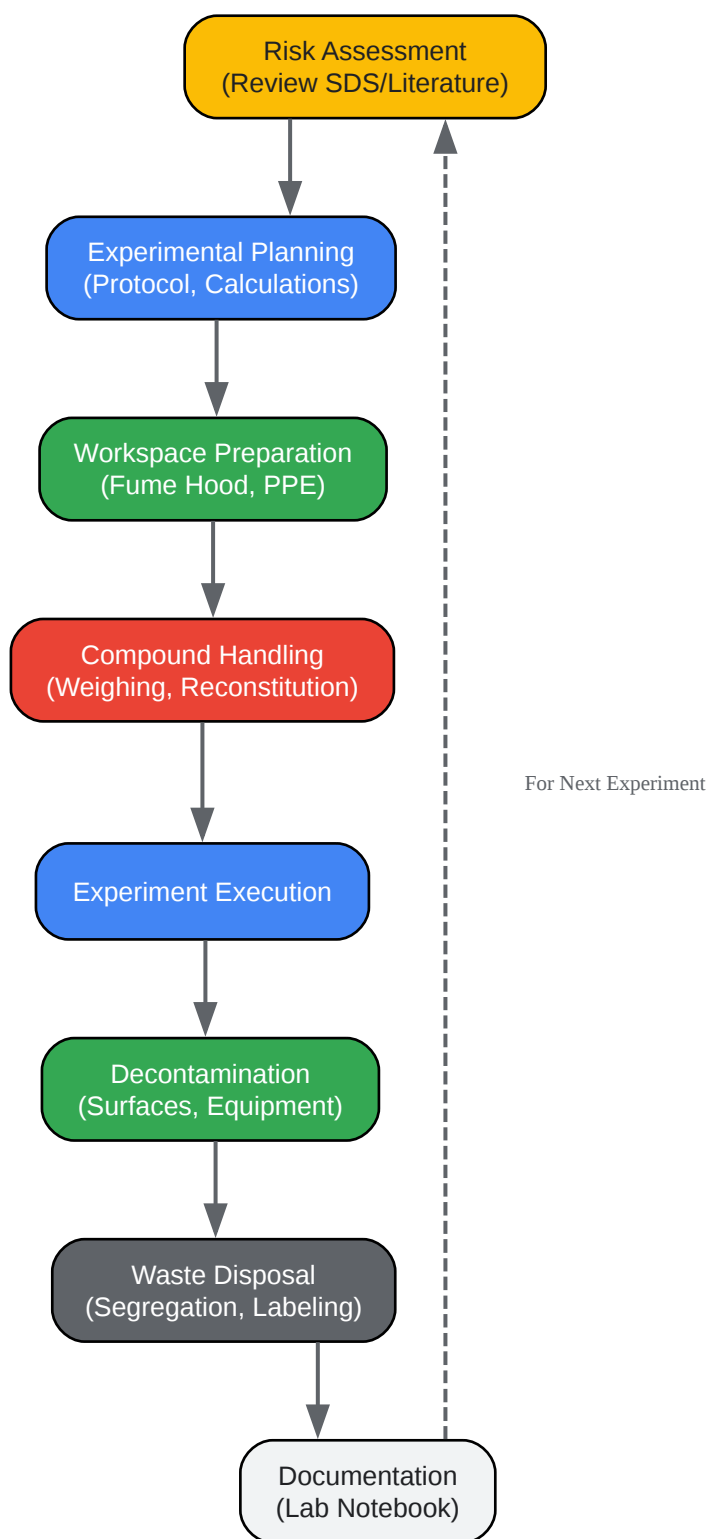 Risk Assessment
(Review SDS/Literature)
Experimental Planning
(Protocol, Calculations)
Workspace Preparation
(Fume Hood, PPE)
Compound Handling
(Weighing, Reconstitution)
For Next Experiment
Experiment Execution
Decontamination
(Surfaces, Equipment)
Waste Disposal
(Segregation, Labeling)
Documentation
(Lab Notebook)